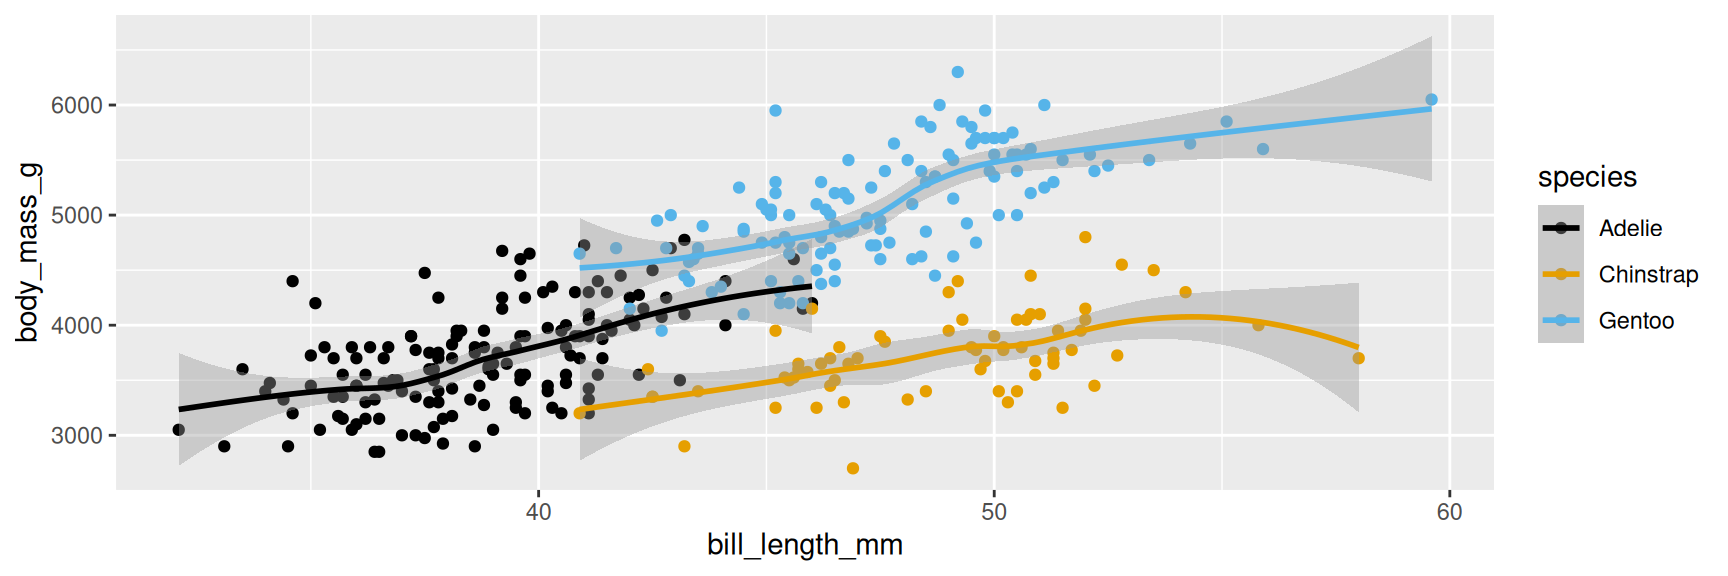 6000
5000
4000
3000
body_mass_g
40
50
60
bill_length_mm
species
Adelie
Chinstrap
Gentoo